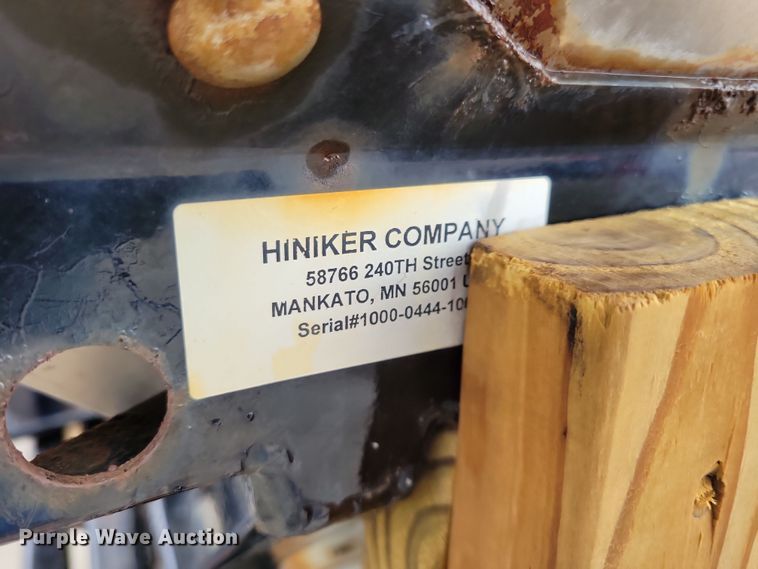 HINIKER COMPANY
58766 240TH Street
MANKATO, MN 56001
Serial#1000-0444-10
Purple Wave Auction